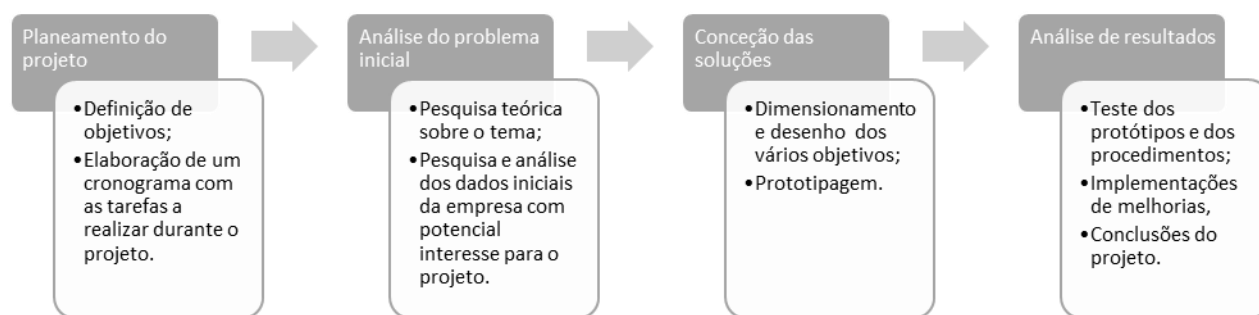 Planeamento do
projeto
•Definição de
objetivos;
•Elaboração de um
cronograma com
as tarefas a
realizar durante o
projeto.
Análise do problema
inicial
•Pesquisa teórica
sobre o tema;
•Pesquisa e análise
dos dados iniciais
da empresa com
potencial
interesse para o
projeto.
Conceção das
soluções
•Dimensionamento
e desenho dos
vários objetivos;
•Prototipagem.
Análise de resultados
•Teste dos
protótipos e dos
procedimentos;
•Implementações
de melhorias,
•Conclusões do
projeto.